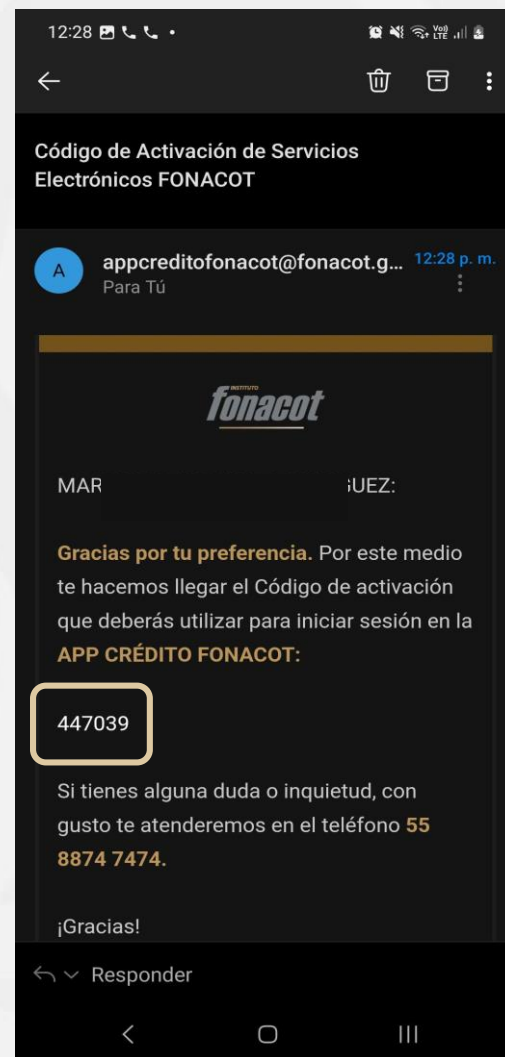 12:28
Código de Activación de Servicios
Electrónicos FONACOT
A
appcreditofonacot@fonacot.g... 12:28 p. m.
Para Tú
INSTITUTO
fonacot
MAR UEZ:
Gracias por tu preferencia. Por este medio
te hacemos llegar el Código de activación
que deberás utilizar para iniciar sesión en la
APP CRÉDITO FONACOT:
447039
Si tienes alguna duda o inquietud, con
gusto te atenderemos en el teléfono 55
8874 7474.
¡Gracias!
Responder